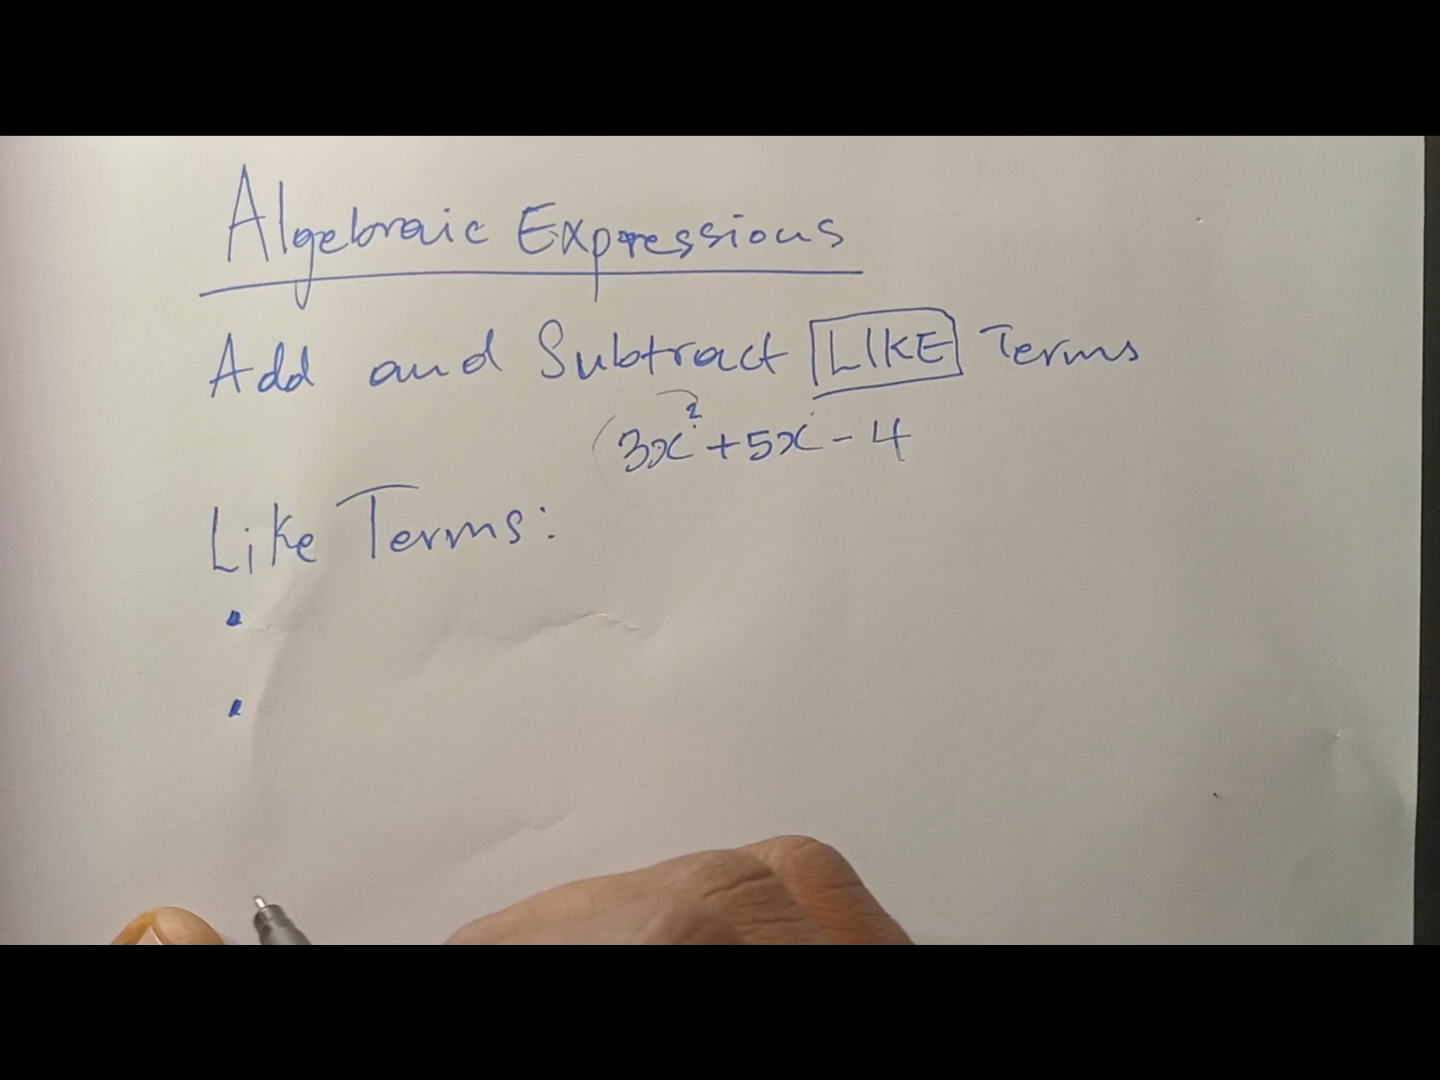 Algebraic Expressions
Add and Subtract LIKE Terms
(3x² + 5x - 4
Like Terms:
•
•